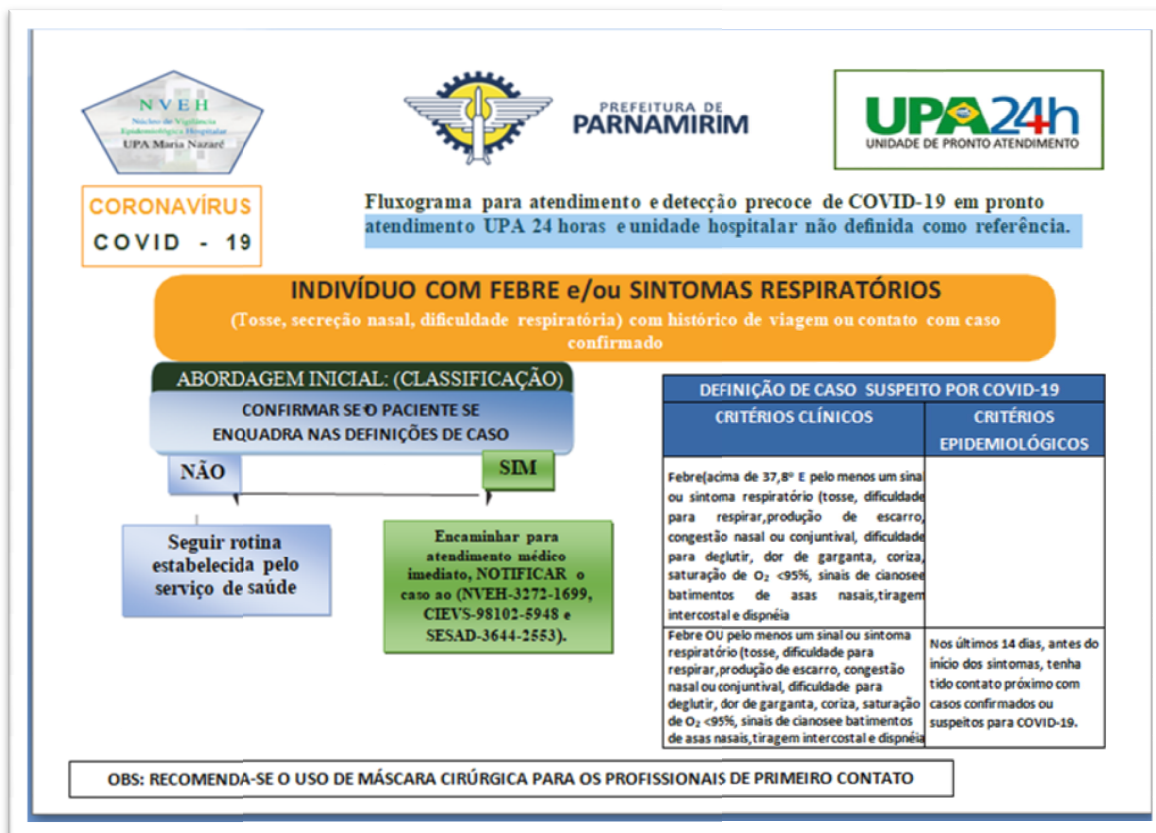 NVEH
Núcleo de Vigilância
Epidemiológica Hospitalar
UPA Maria Nazaré
PREFEITURA DE
PARNAMIRIM
UPA24h
UNIDADE DE PRONTO ATENDIMENTO
CORONAVÍRUS
COVID - 19
Fluxograma para atendimento e detecção precoce de COVID-19 em pronto
atendimento UPA 24 horas e unidade hospitalar não definida como referência.
INDIVÍDUO COM FEBRE e/ou SINTOMAS RESPIRATÓRIOS
(Tosse, secreção nasal, dificuldade respiratória) com histórico de viagem ou contato com caso
confirmado
ABORDAGEM INICIAL: (CLASSIFICAÇÃO)
CONFIRMAR SE O PACIENTE SE
ENQUADRA NAS DEFINIÇÕES DE CASO
NÃO
SIM
Seguir rotina
estabelecida pelo
serviço de saúde
Encaminhar para
atendimento médico
imediato, NOTIFICAR o
caso ao (NVEH-3272-1699,
CIEVS-98102-5948 e
SESAD-3644-2553).
DEFINIÇÃO DE CASO SUSPEITO POR COVID-19
CRITÉRIOS CLÍNICOS
CRITÉRIOS
EPIDEMIOLÓGICOS
Febre(acima de 37,8º E pelo menos um sinal
ou sintoma respiratório (tosse, dificuldade
para respirar,produção de escarro,
congestão nasal ou conjuntival, dificuldade
para deglutir, dor de garganta, coriza,
saturação de O₂ <95%, sinais de cianosee
batimentos de asas nasais,tiragem
intercostal e dispnéia
Febre OU pelo menos um sinal ou sintoma
respiratório (tosse, dificuldade para
respirar,produção de escarro, congestão
nasal ou conjuntival, dificuldade para
deglutir, dor de garganta, coriza, saturação
de O₂ <95%, sinais de cianosee batimentos
de asas nasais,tiragem intercostal e dispnéia
Nos últimos 14 dias, antes do
início dos sintomas, tenha
tido contato próximo com
casos confirmados ou
suspeitos para COVID-19.
OBS: RECOMENDA-SE O USO DE MÁSCARA CIRÚRGICA PARA OS PROFISSIONAIS DE PRIMEIRO CONTATO